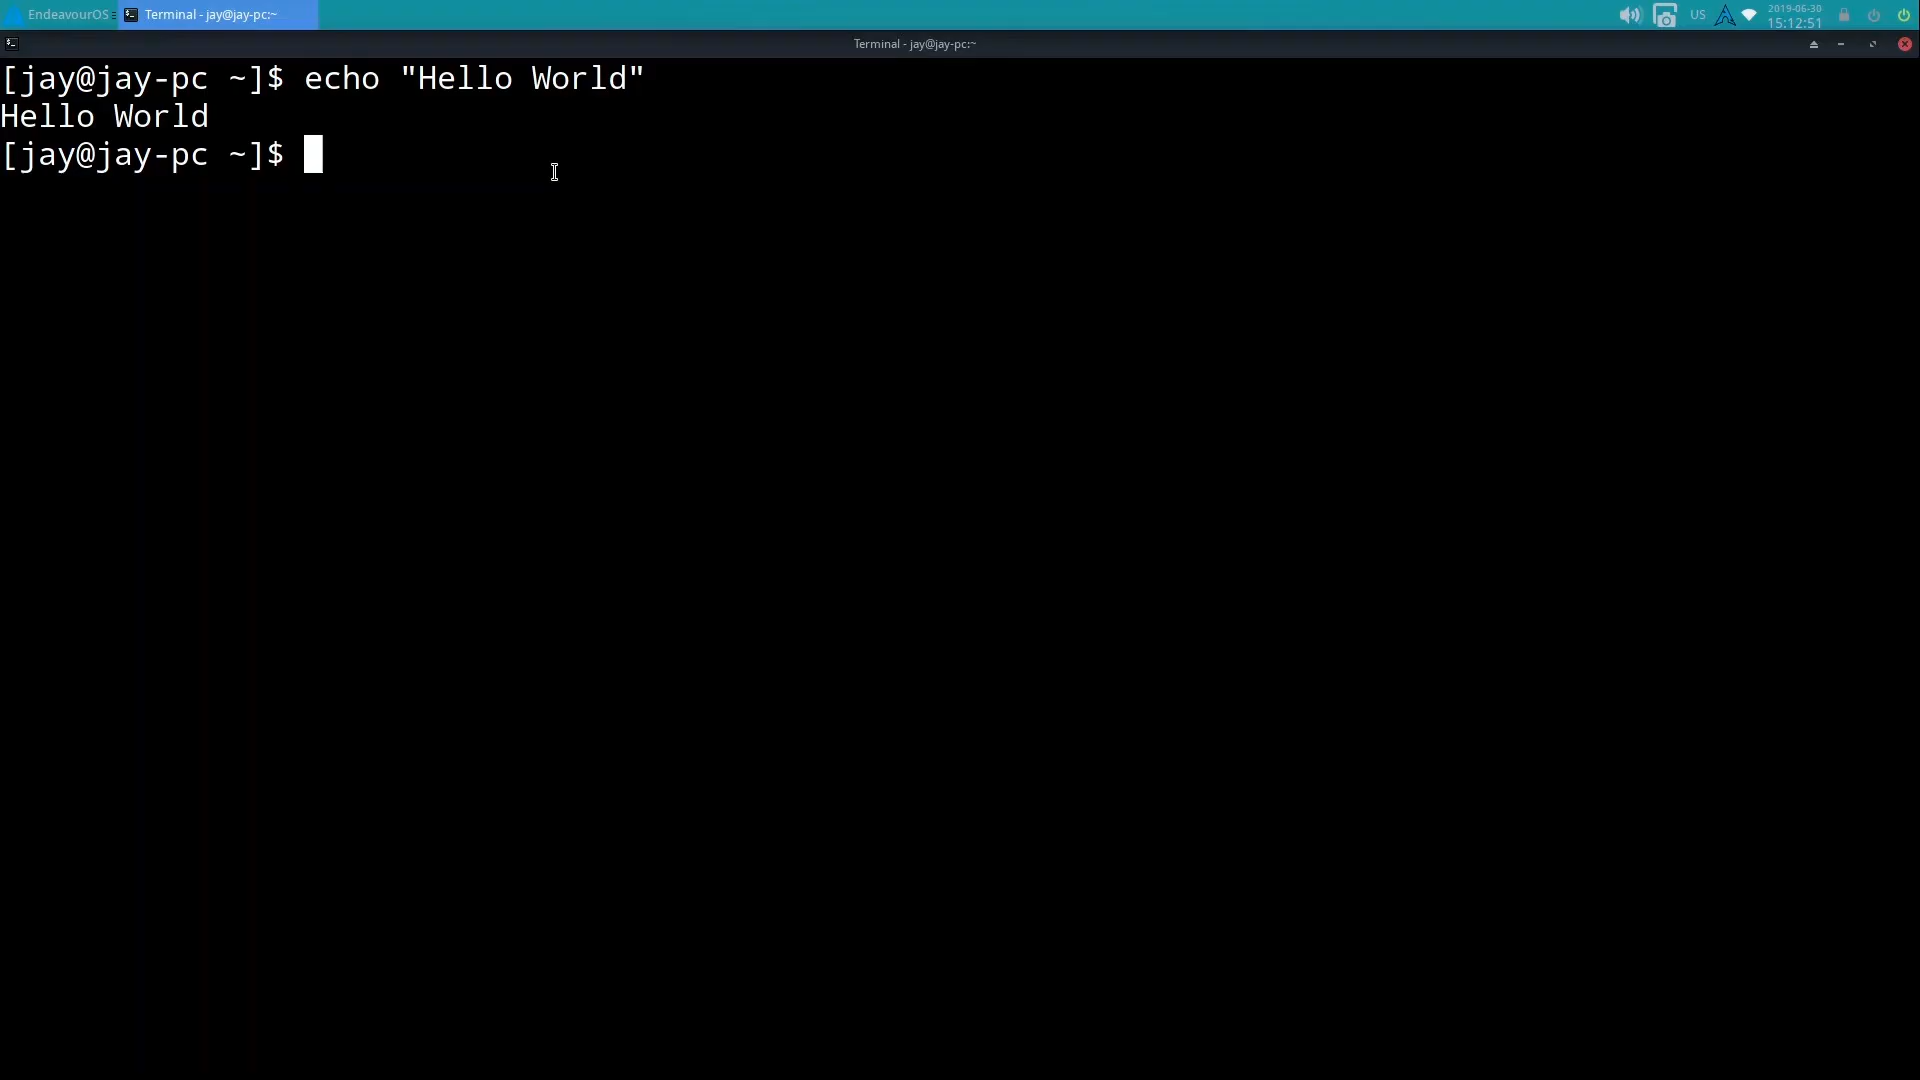 EndeavourOS
Terminal - jay@jay-pc:~
US
2019-06-30
15:12:51
Terminal - jay@jay-pc:~
[jay@jay-pc ~]$ echo "Hello World"
Hello World
[jay@jay-pc ~]$